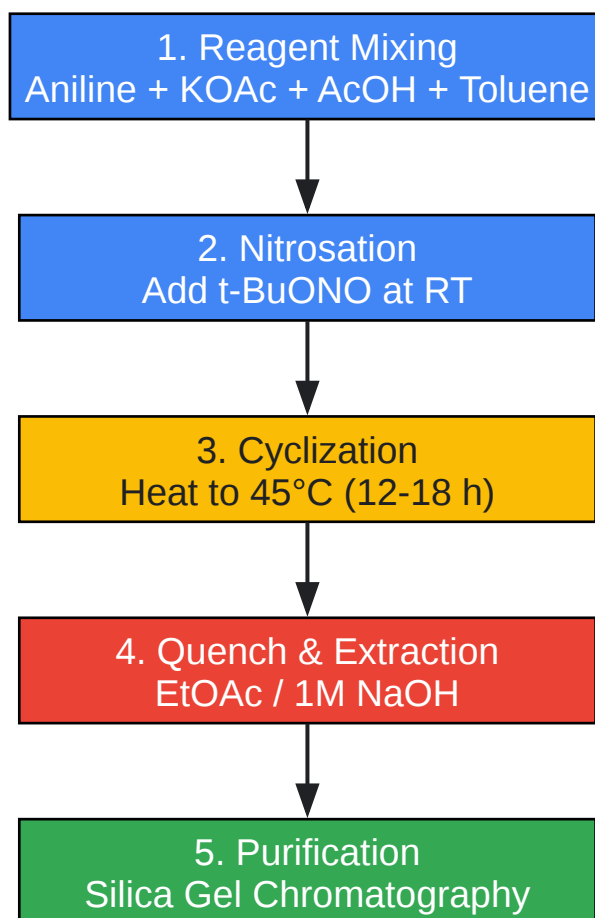 1. Reagent Mixing
Aniline + KOAc + AcOH + Toluene
2. Nitrosation
Add t-BuONO at RT
3. Cyclization
Heat to 45°C (12-18 h)
4. Quench & Extraction
EtOAc / 1M NaOH
5. Purification
Silica Gel Chromatography